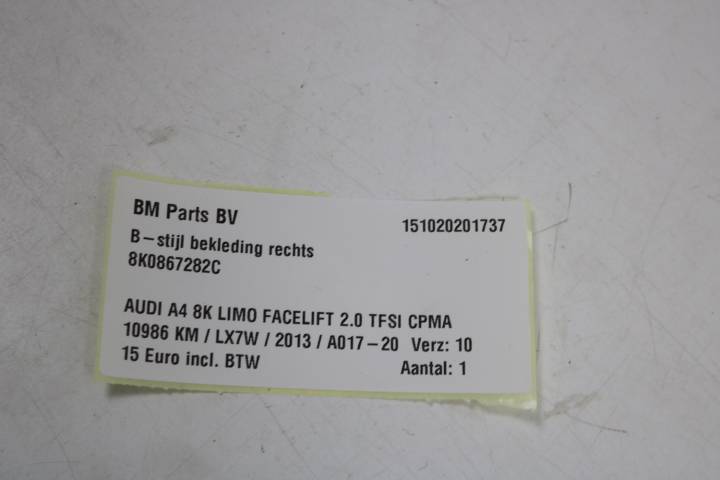 BM Parts BV 151020201737
B-stijl bekleding rechts
8K0867282C
AUDI A4 8K LIMO FACELIFT 2.0 TFSI CPMA
10986 KM / LX7W / 2013 / A017-20 Verz: 10
15 Euro incl. BTW Aantal: 1